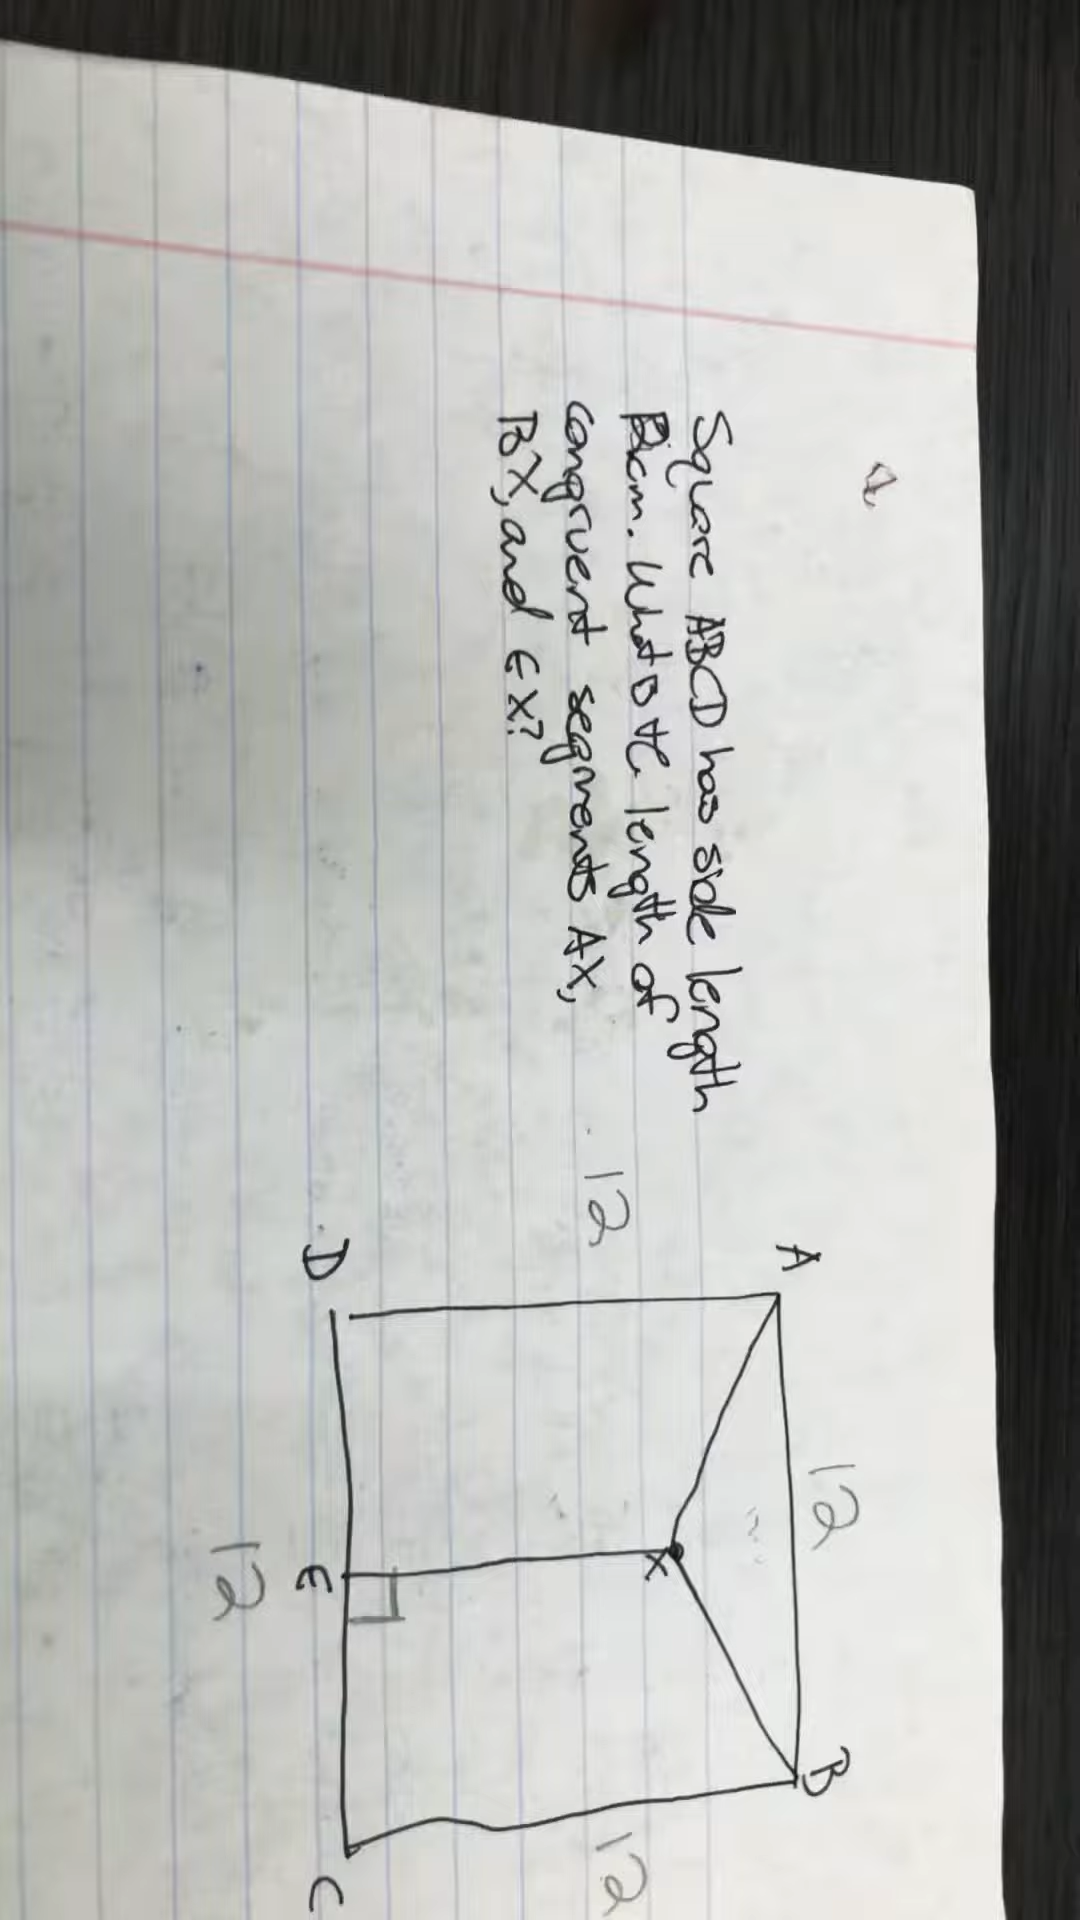 Square ABCD has side length
12cm. What is the length of
congruent segments AX,
BX, and EX?
A
12
B
12
X
12
D
E
C
12